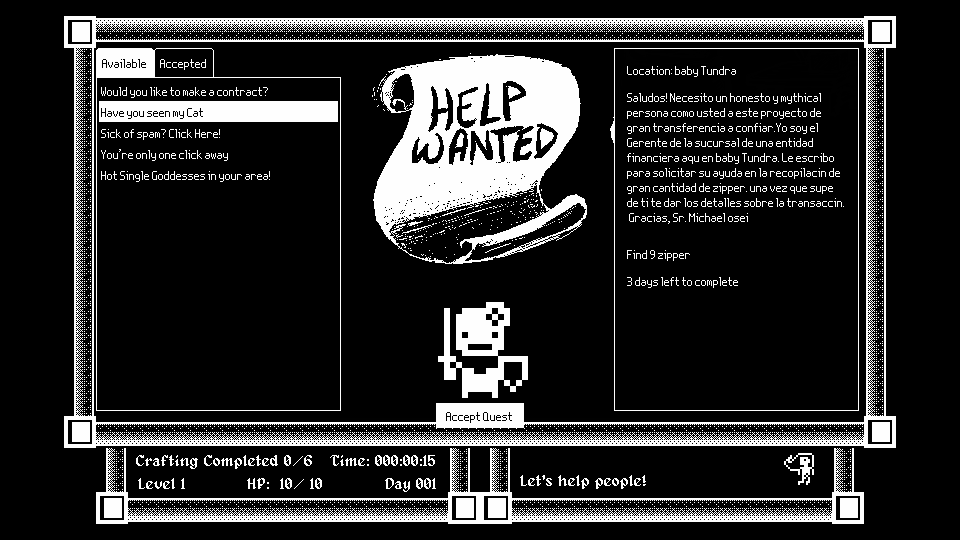 Available Accepted
Would you like to make a contract?
Have you seen my Cat
Sick of spam? Click Here!
You're only one click away
Hot Single Goddesses in your area!
HELP
WANTED
Accept Quest
Location: baby Tundra
Saludos! Necesito un honesto y mythical
persona como usted a este proyecto de
gran transferencia a confiar.Yo soy el
Gerente de la sucursal de una entidad
financiera aqu en baby Tundra. Le escribo
para solicitar su ayuda en la recopilacin de
gran cantidad de zipper. una vez que supe
de ti te dar los detalles sobre la transaccin.
Gracias, Sr. Michael osei
Find 9 zipper
3 days left to complete
Crafting Completed 0/6 Time: 000:00:15
Level 1 HP: 10/ 10 Day 001
Let's help people!